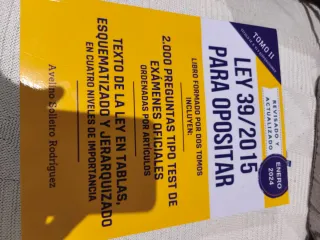 TOMO II
LEY 39/2015
PARA OPOSITAR
REVISADO Y
ACTUALIZADO
ENERO
2024
LIBRO FORMADO POR DOS TOMOS
INCLUYEN:
2.000 PREGUNTAS TIPO TEST DE
EXÁMENES OFICIALES
ORDENADAS POR ARTÍCULOS
TEXTO DE LA LEY EN TABLAS,
ESQUEMATIZADO Y JERARQUIZADO
EN CUATRO NIVELES DE IMPORTANCIA
Rodríguez